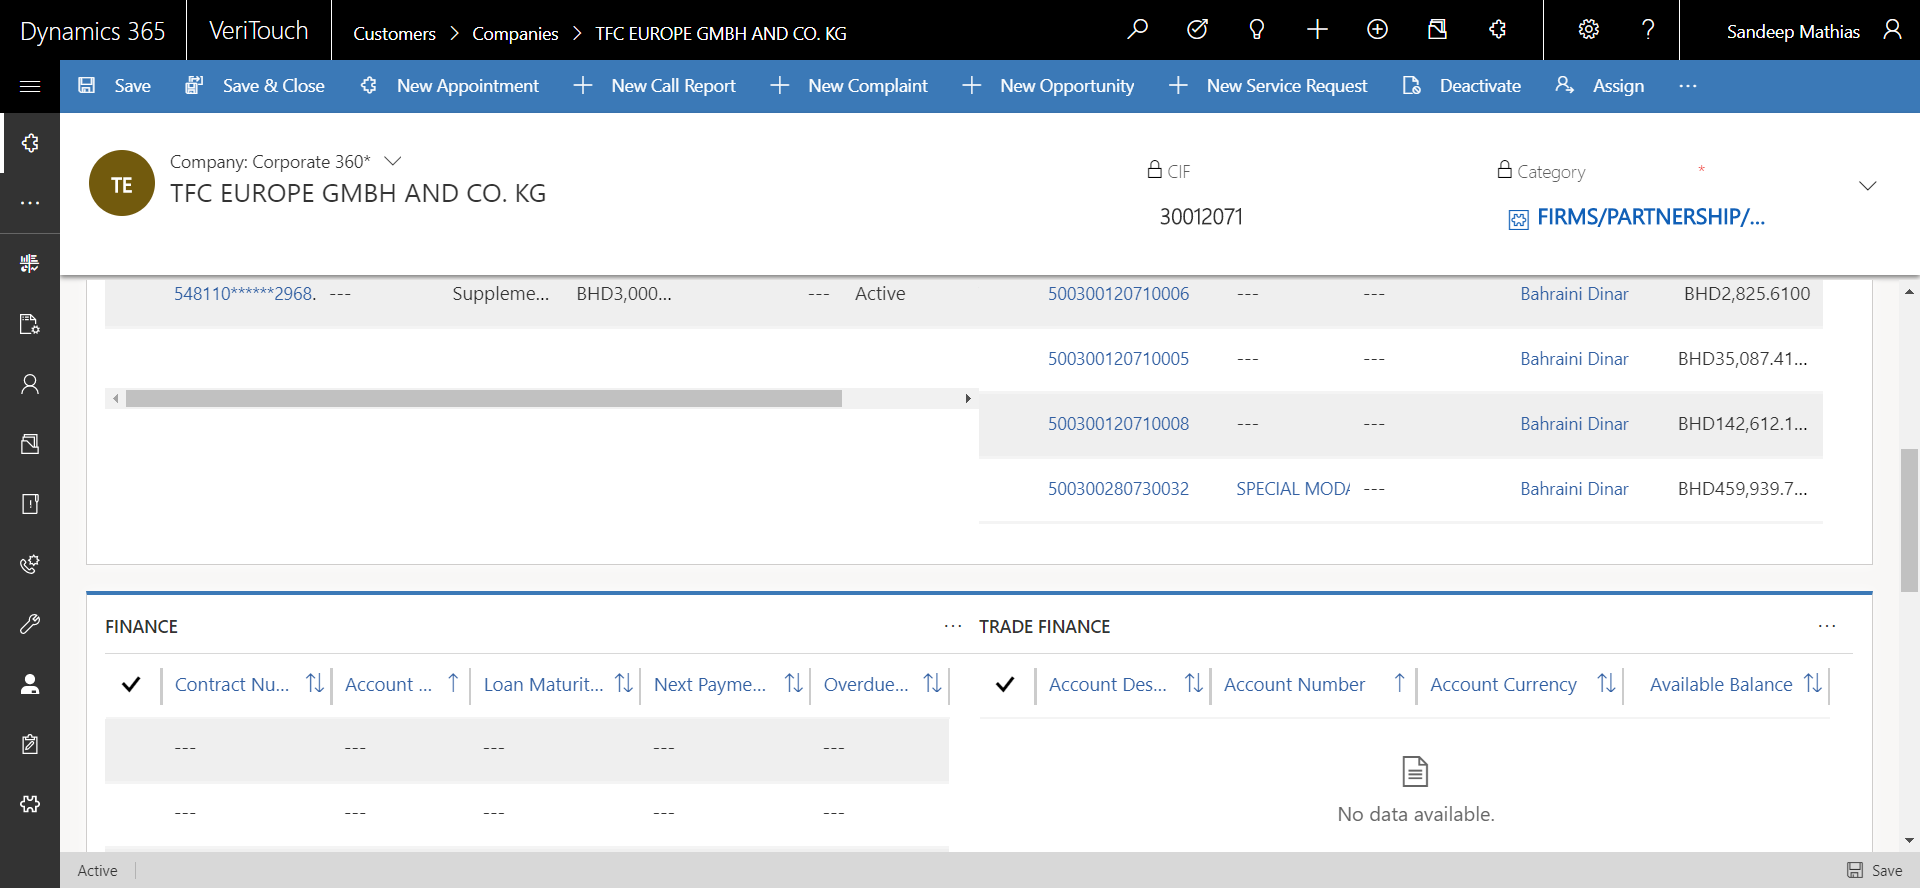 Dynamics 365 VeriTouch Customers > Companies > TFC EUROPE GMBH AND CO. KG Sandeep Mathias
Save Save & Close New Appointment New Call Report New Complaint New Opportunity New Service Request Deactivate Assign ...
TE
Company: Corporate 360*
TFC EUROPE GMBH AND CO. KG
CIF
30012071
Category *
FIRMS/PARTNERSHIP/...
548110******2968. --- Suppleme... BHD3,000... --- Active
500300120710006 --- --- Bahraini Dinar BHD2,825.6100
500300120710005 --- --- Bahraini Dinar BHD35,087.41...
500300120710008 --- --- Bahraini Dinar BHD142,612.1...
500300280730032 SPECIAL MODA --- Bahraini Dinar BHD459,939.7...
FINANCE ...
Contract Nu... Account ... Loan Maturit... Next Payme... Overdue...
--- --- --- --- ---
--- --- --- --- ---
TRADE FINANCE ...
Account Des... Account Number Account Currency Available Balance
No data available.
Active Save